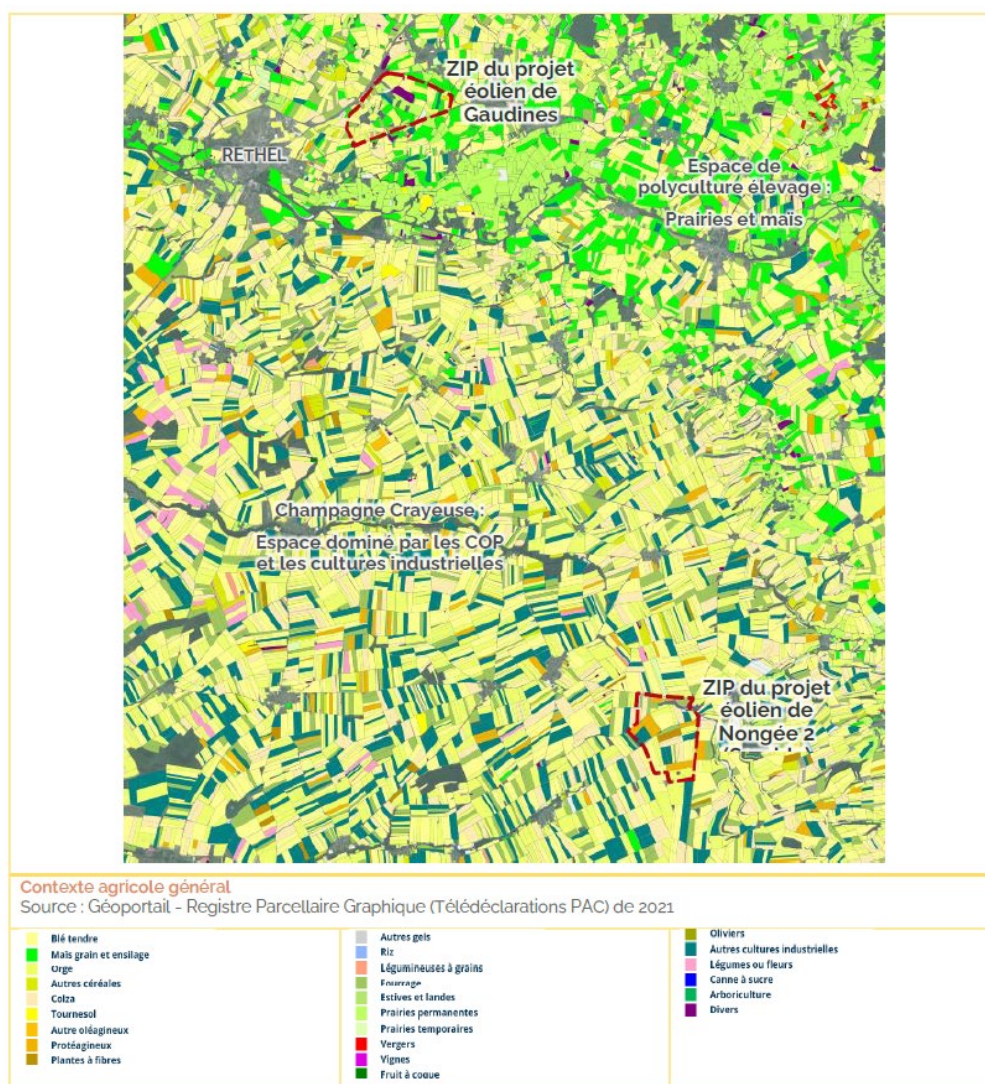 ZIP du projet
éolien de
Gaudines
RETHEL
Espace de
polyculture élevage :
Prairies et maïs
Champagne Crayeuse :
Espace dominé par les COP
et les cultures industrielles
ZIP du projet
éolien de
Nongée 2
Contexte agricole général
Source : Géoportail - Registre Parcellaire Graphique (Télédéclarations PAC) de 2021
Blé tendre
Maïs grain et ensilage
Orge
Autres céréales
Colza
Tournesol
Autre oléagineux
Protéagineux
Plantes à fibres
Autres gels
Riz
Légumineuses à grains
Fourrage
Estives et landes
Prairies permanentes
Prairies temporaires
Vergers
Vignes
Fruit à coque
Oliviers
Autres cultures industrielles
Légumes ou fleurs
Canne à sucre
Arboriculture
Divers